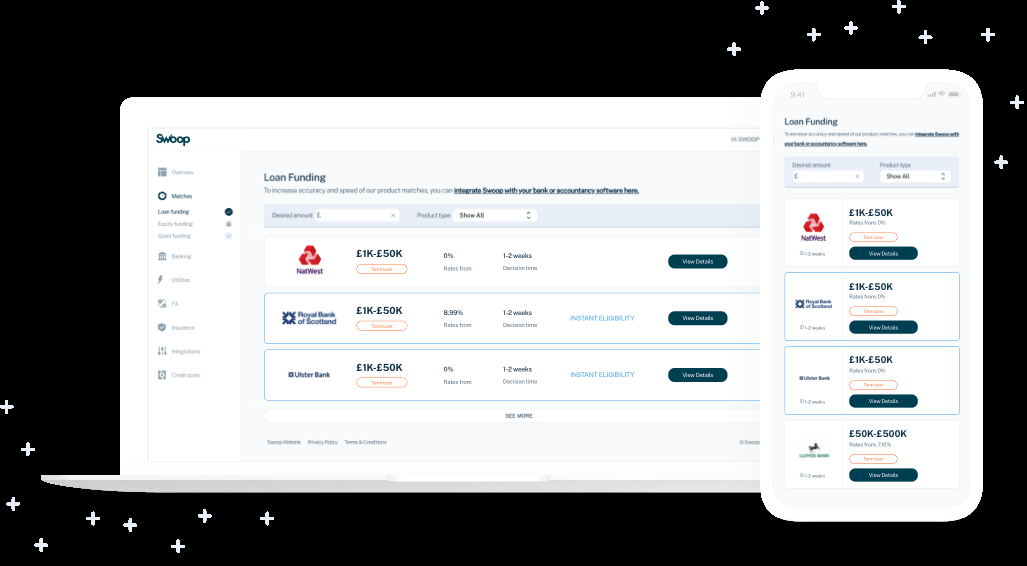 Swoop
Hi SWOOP
Overview
Matches
Loan funding
Equity funding
Grant funding
Banking
Utilities
FX
Insurance
Integrations
Credit score
Loan Funding
To increase accuracy and speed of our product matches, you can integrate Swoop with your bank or accountancy software here.
Desired amount £ × Product type Show All
NatWest
£1K-£50K
Term loan
0%
Rates from
1-2 weeks
Decision time
View Details
Royal Bank
of Scotland
£1K-£50K
Term loan
8.99%
Rates from
1-2 weeks
Decision time
INSTANT ELIGIBILITY
View Details
Ulster Bank
£1K-£50K
Term loan
0%
Rates from
1-2 weeks
Decision time
INSTANT ELIGIBILITY
View Details
SEE MORE
Swoop Website Privacy Policy Terms & Conditions
© Swoop
9:41
Loan Funding
To increase accuracy and speed of our product matches, you can integrate Swoop with
your bank or accountancy software here.
Desired amount Product type
£ × Show All
NatWest
1-2 weeks
£1K-£50K
Rates from: 0%
Term loan
View Details
Royal Bank
of Scotland
1-2 weeks
£1K-£50K
Rates from: 0%
Term loan
View Details
Ulster Bank
1-2 weeks
£1K-£50K
Rates from: 0%
Term loan
View Details
LLOYDS BANK
1-2 weeks
£50K-£500K
Rates from: 7.10%
Term loan
View Details